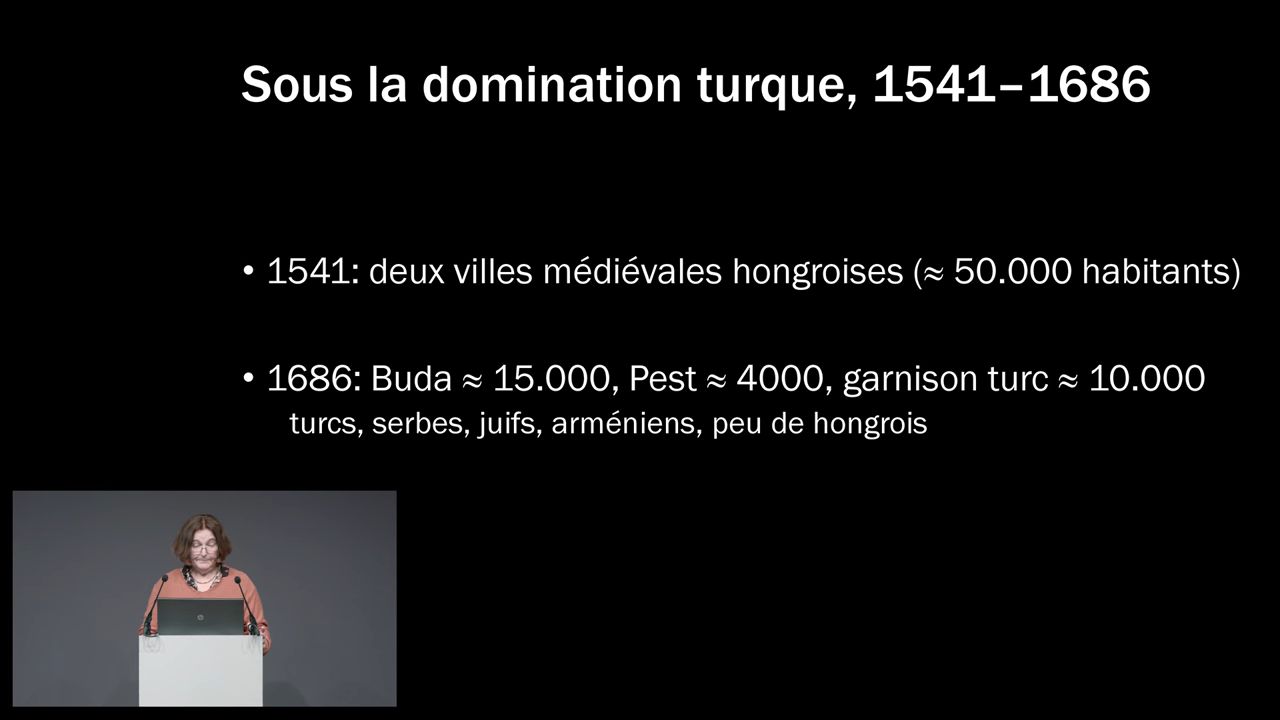 Sous la domination turque, 1541–1686
• 1541: deux villes médiévales hongroises (≈ 50.000 habitants)
• 1686: Buda ≈ 15.000, Pest ≈ 4000, garnison turc ≈ 10.000
turcs, serbes, juifs, arméniens, peu de hongrois